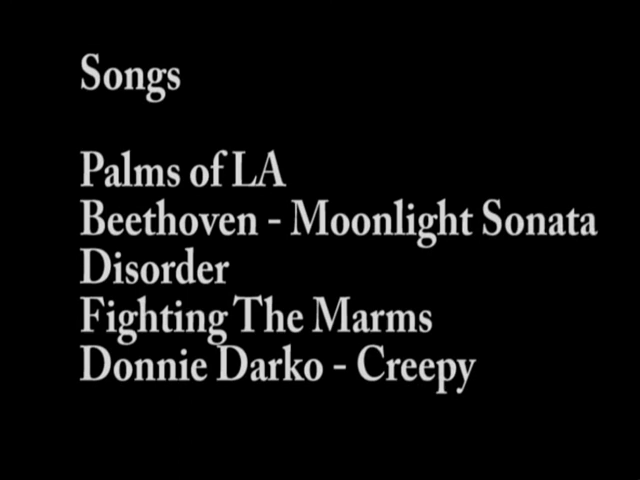 Songs
Palms of LA
Beethoven - Moonlight Sonata
Disorder
Fighting The Marms
Donnie Darko - Creepy